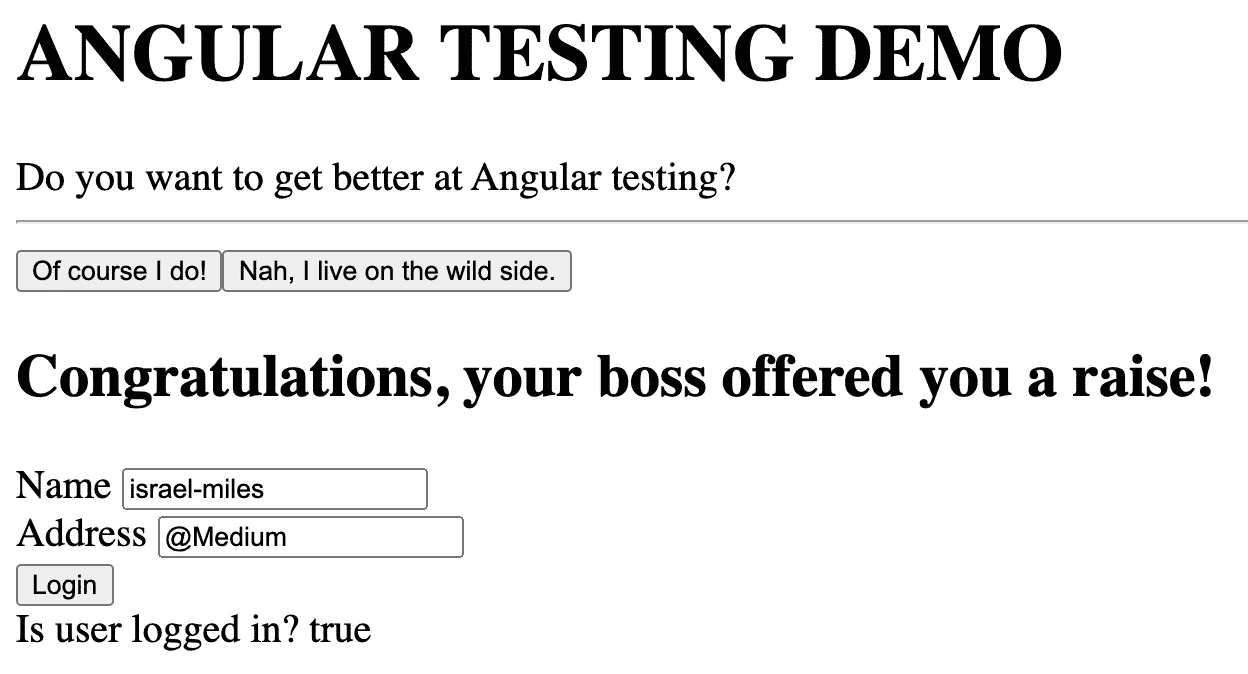 ANGULAR TESTING DEMO
Do you want to get better at Angular testing?
Of course I do! Nah, I live on the wild side.
Congratulations, your boss offered you a raise!
Name israel-miles
Address @Medium
Login
Is user logged in? true